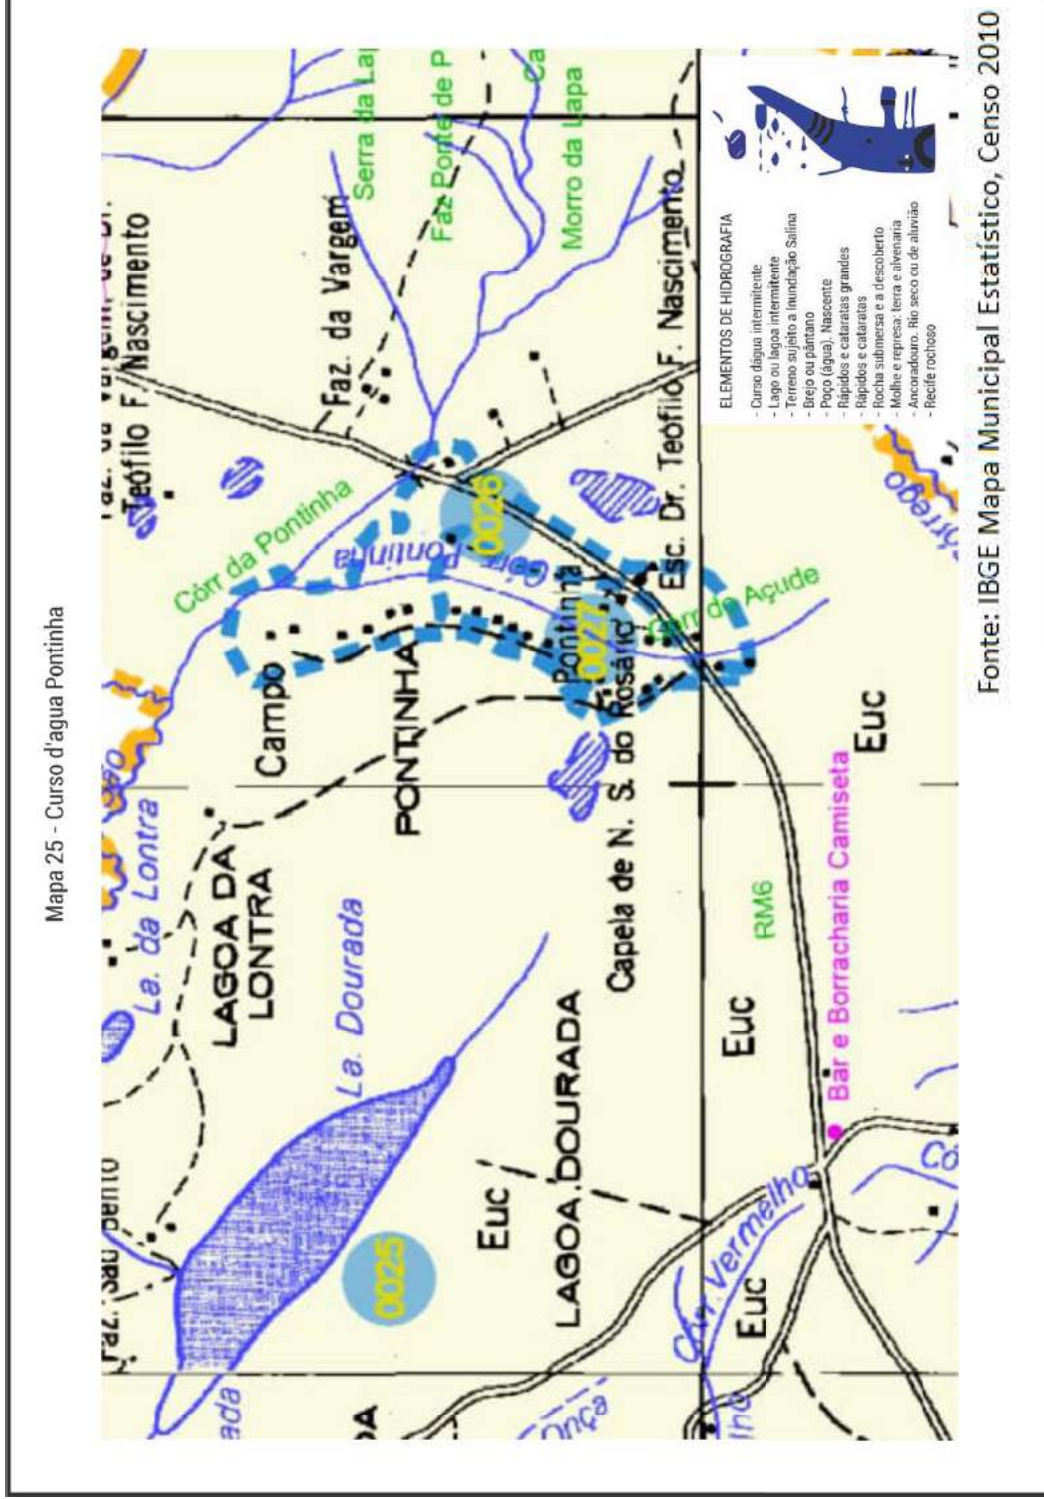 Mapa 25 - Curso d'agua Pontinha
Teófilo F. Nascimento
Córr da Pontinha
Faz. da Vargem
Serra da
Faz Ponte de P
Morro da Lapa
Campo
PONTINHA
Córr. Pontinha
0026
Pontinha
0027
Capela de N. S. do Rosário
Esc. Dr. Teófilo F. Nascimento
Córr do Açude
La. da Lontra
LAGOA DA
LONTRA
La. Dourada
0025
Euc
LAGOA DOURADA
RM6
Euc
Euc
Bar e Borracharia Camiseta
Córr. Vermelho
Euc
Onça
Co
ada
DA
lho
ELEMENTOS DE HIDROGRAFIA
- Curso dágua intermitente
- Lago ou lagoa intermitente
- Terreno sujeito a Inundação Salina
- Brejo ou pântano
- Poço (água). Nascente
- Rápidos e cataratas grandes
- Rápidos e cataratas
- Rocha submersa e a descoberto
- Molhe e represa: terra e alvenaria
- Ancoradouro. Rio seco ou de aluvião
- Recife rochoso
Fonte: IBGE Mapa Municipal Estatístico, Censo 2010